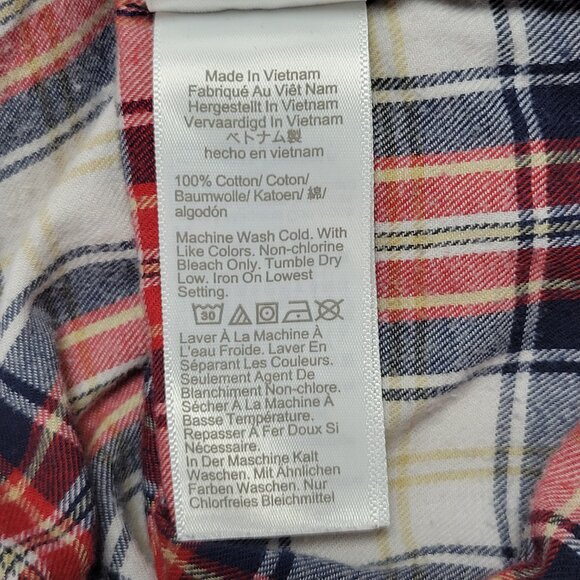 Made In Vietnam
Fabriqué Au Viêt Nam
Hergestellt In Vietnam
Vervaardigd In Vietnam
ベトナム製
hecho en vietnam
100% Cotton/ Coton/
Baumwolle/ Katoen/ 綿/
algodón
Machine Wash Cold. With
Like Colors. Non-chlorine
Bleach Only. Tumble Dry
Low. Iron On Lowest
Setting.
30
Laver À La Machine À
L'eau Froide. Laver En
Séparant Les Couleurs.
Seulement Agent De
Blanchiment Non-chlore.
Sécher À La Machine À
Basse Température.
Repasser À Fer Doux Si
Nécessaire.
In Der Maschine Kalt
Waschen. Mit Ähnlichen
Farben Waschen. Nur
Chlorfreies Bleichmittel